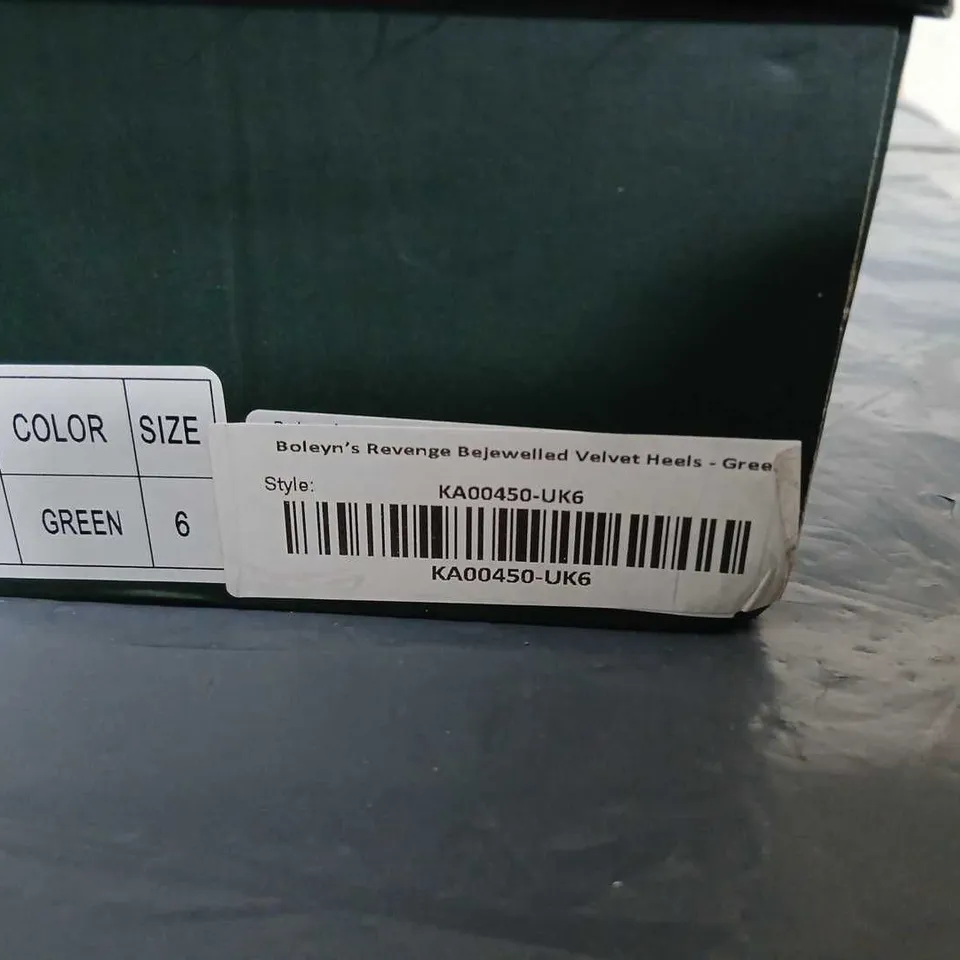 COLOR SIZE
GREEN 6
Boleyn’s Revenge Bejewelled Velvet Heels - Gree
Style: KA00450-UK6
KA00450-UK6